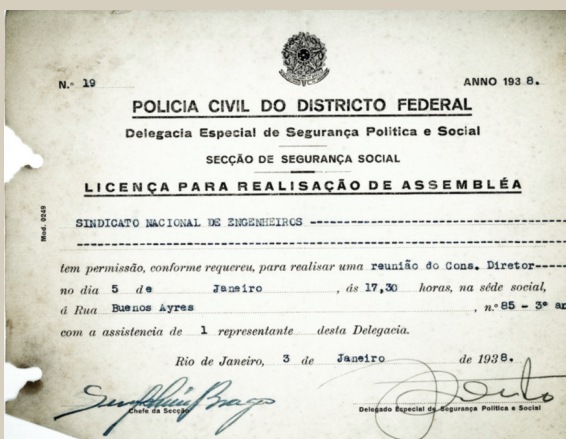 N.º 19 ANNO 1938.
POLICIA CIVIL DO DISTRICTO FEDERAL
Delegacia Especial de Segurança Politica e Social
SECÇÃO DE SEGURANÇA SOCIAL
LICENÇA PARA REALISAÇÃO DE ASSEMBLÉA
Mod. 0249
SINDICATO NACIONAL DE ENGENHEIROS ------------------------------
------------------------------------------------------------
tem permissão, conforme requereu, para realisar uma reunião do Cons. Diretor-----
no dia 5 de Janeiro , ás 17,30 horas, na séde social,
á Rua Buenos Ayres , n.º 85 - 3º an
com a assistencia de 1 representante desta Delegacia.
Rio de Janeiro, 3 de Janeiro de 1938.
Chefe da Secção Delegado Especial de Segurança Politica e Social